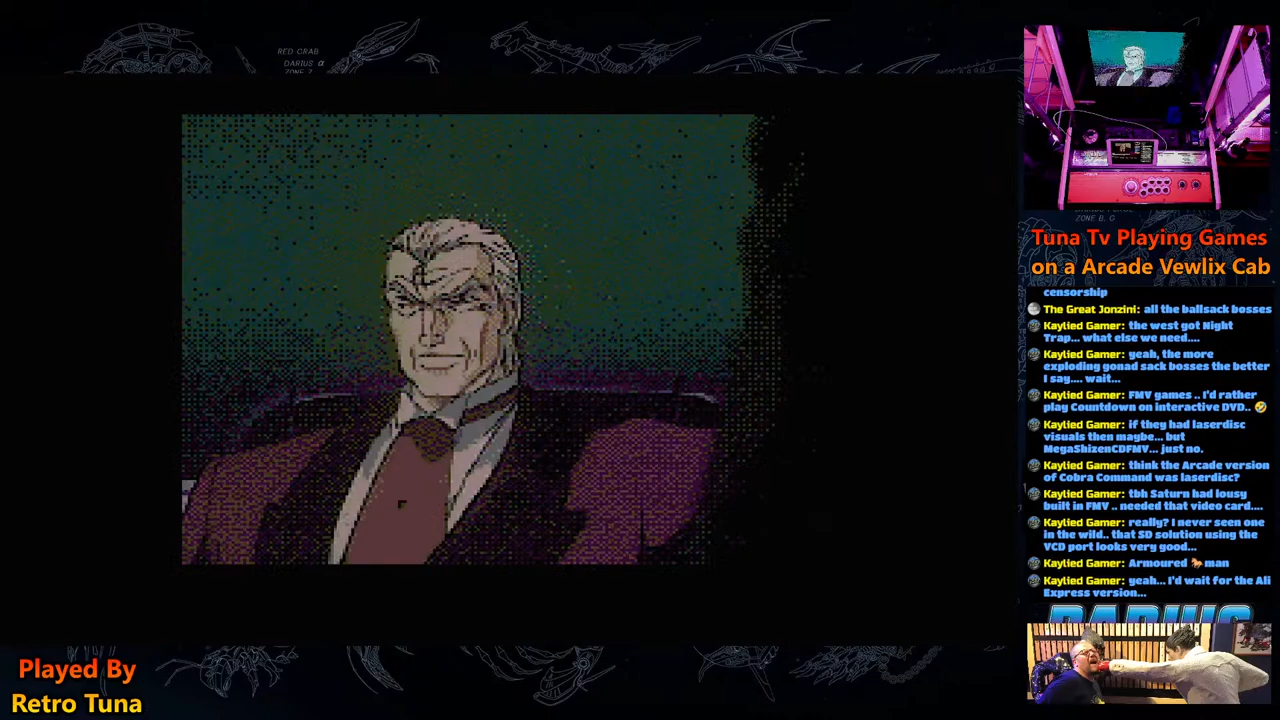 RED CRAB
DARIUS α
ZONE Z
ZONE B. G
Tuna Tv Playing Games
on a Arcade Vewlix Cab
censorship
The Great Jonzini: all the ballsack bosses
Kaylied Gamer: the west got Night
Trap... what else we need....
Kaylied Gamer: yeah, the more
exploding gonad sack bosses the better
I say.... wait...
Kaylied Gamer: FMV games .. I'd rather
play Countdown on interactive DVD.. 🤣
Kaylied Gamer: if they had laserdisc
visuals then maybe... but
MegaShizenCDFMV... just no.
Kaylied Gamer: think the Arcade version
of Cobra Command was laserdisc?
Kaylied Gamer: tbh Saturn had lousy
built in FMV .. needed that video card....
Kaylied Gamer: really? I never seen one
in the wild.. that SD solution using the
VCD port looks very good...
Kaylied Gamer: Armoured 🐎 man
Kaylied Gamer: yeah... I'd wait for the Ali
Express version...
DARIUS
Played By
Retro Tuna